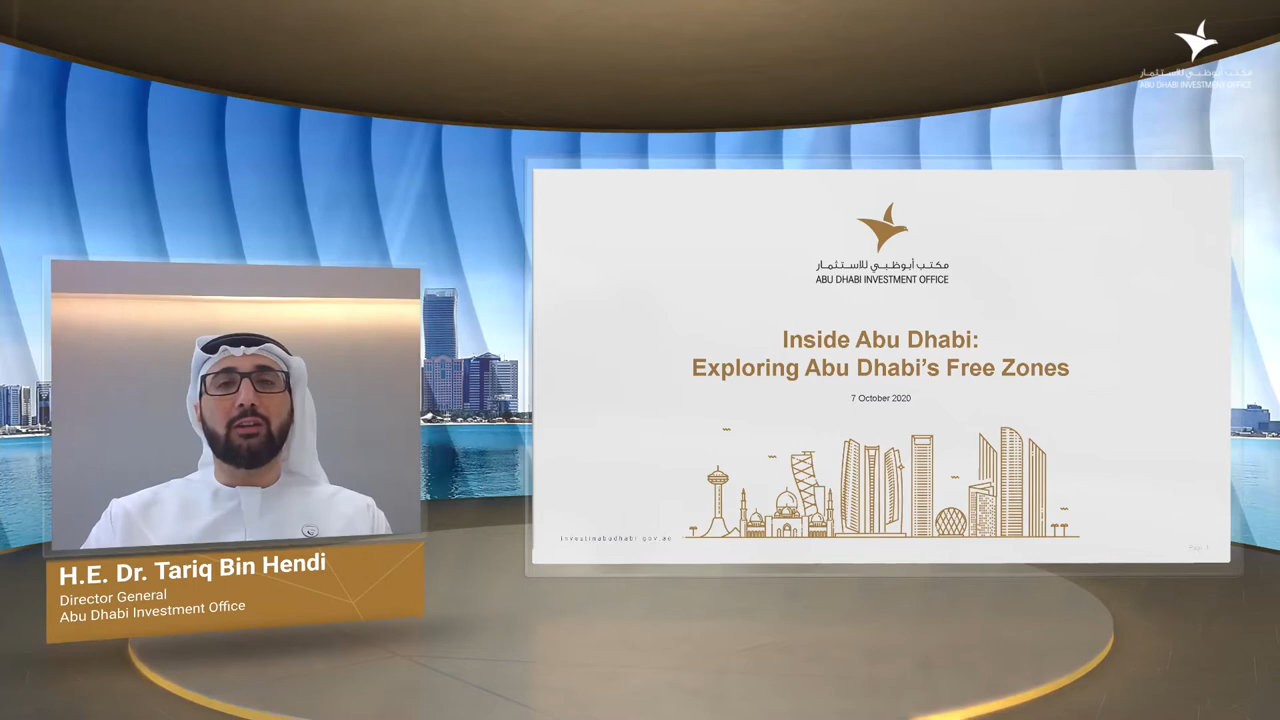 مكتب أبوظبي للاستثمار
ABU DHABI INVESTMENT OFFICE
مكتب أبوظبي للاستثمار
ABU DHABI INVESTMENT OFFICE
Inside Abu Dhabi:
Exploring Abu Dhabi's Free Zones
7 October 2020
investinabudhabi.gov.ae
H.E. Dr. Tariq Bin Hendi
Director General
Abu Dhabi Investment Office